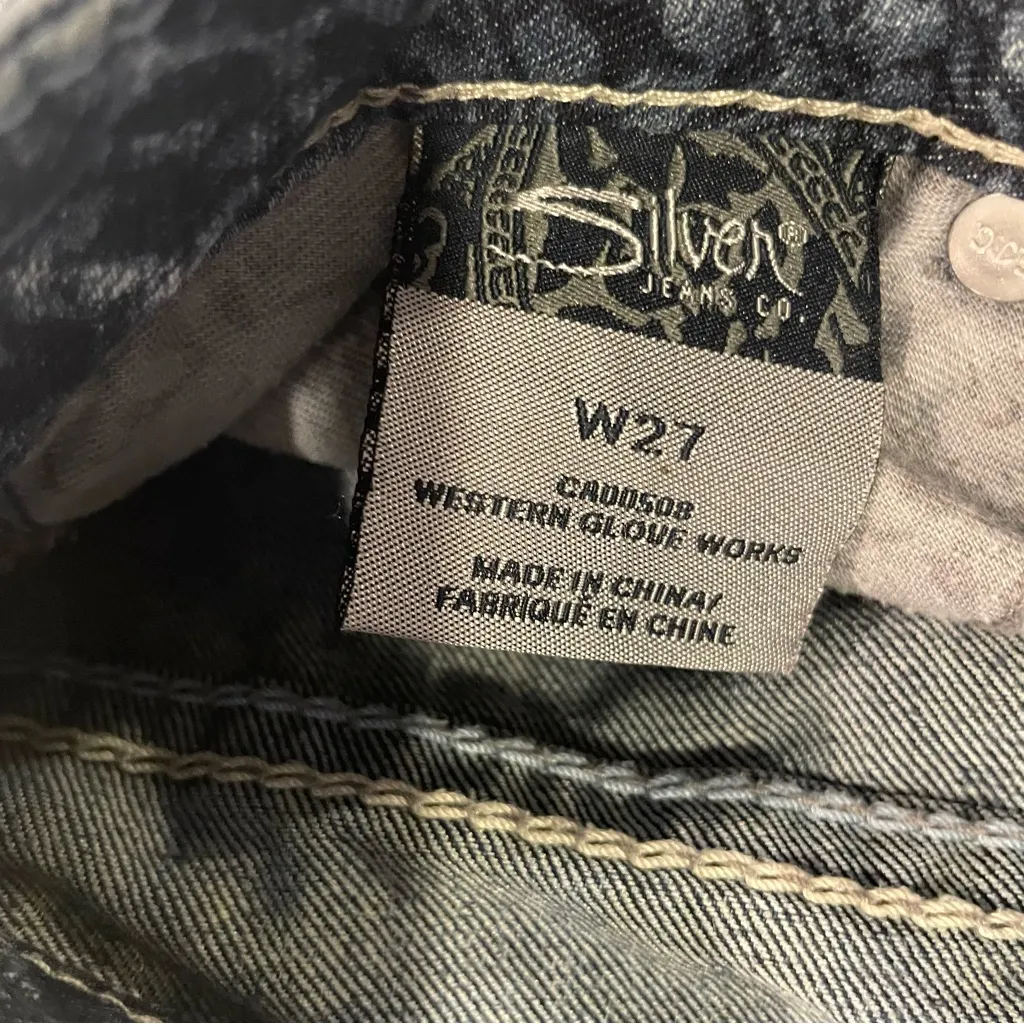 Silver®
JEANS CO.
W27
CA00508
WESTERN GLOVE WORKS
MADE IN CHINA/
FABRIQUÉ EN CHINE